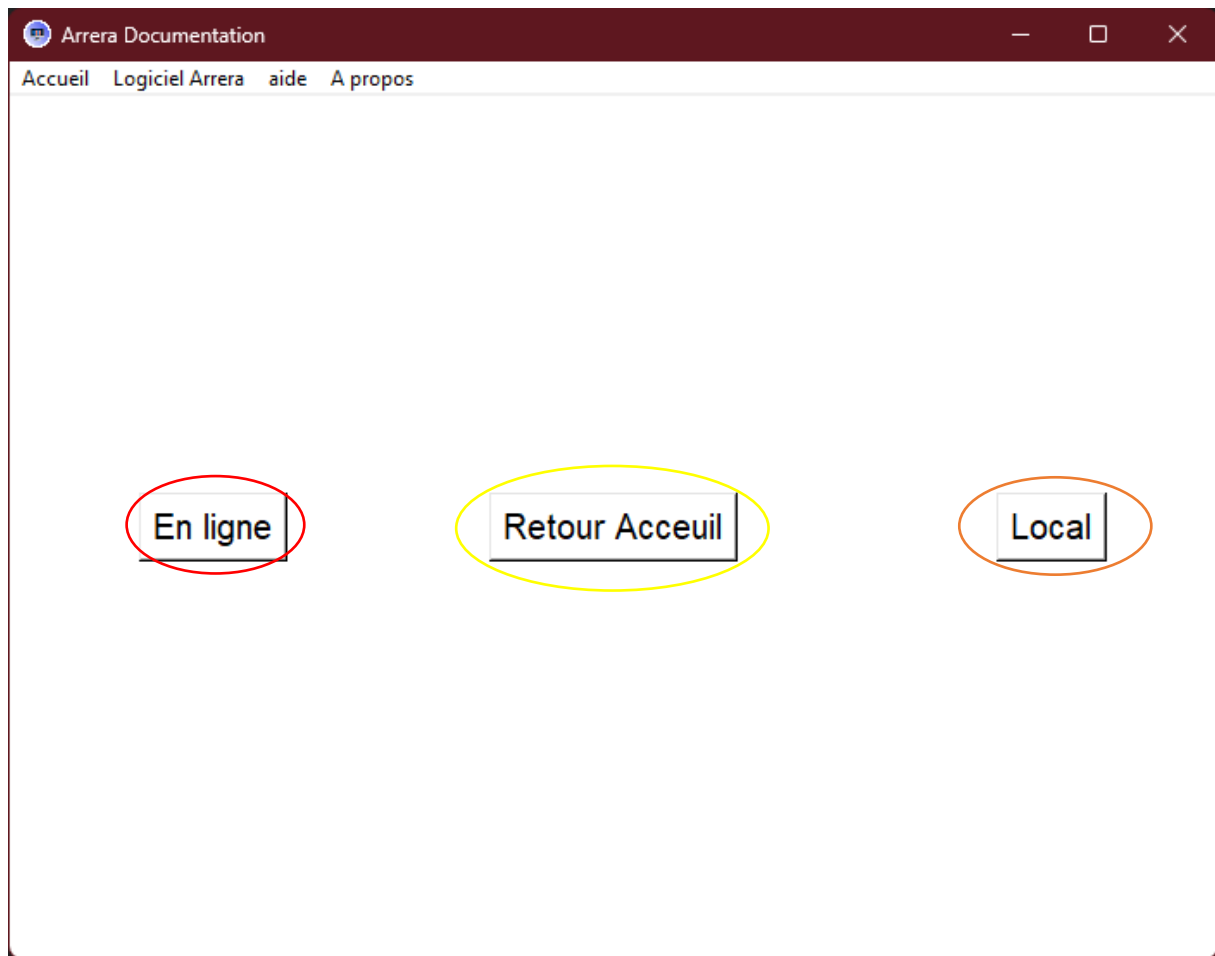 Arrera Documentation
Accueil Logiciel Arrera aide A propos
En ligne Retour Acceuil Local